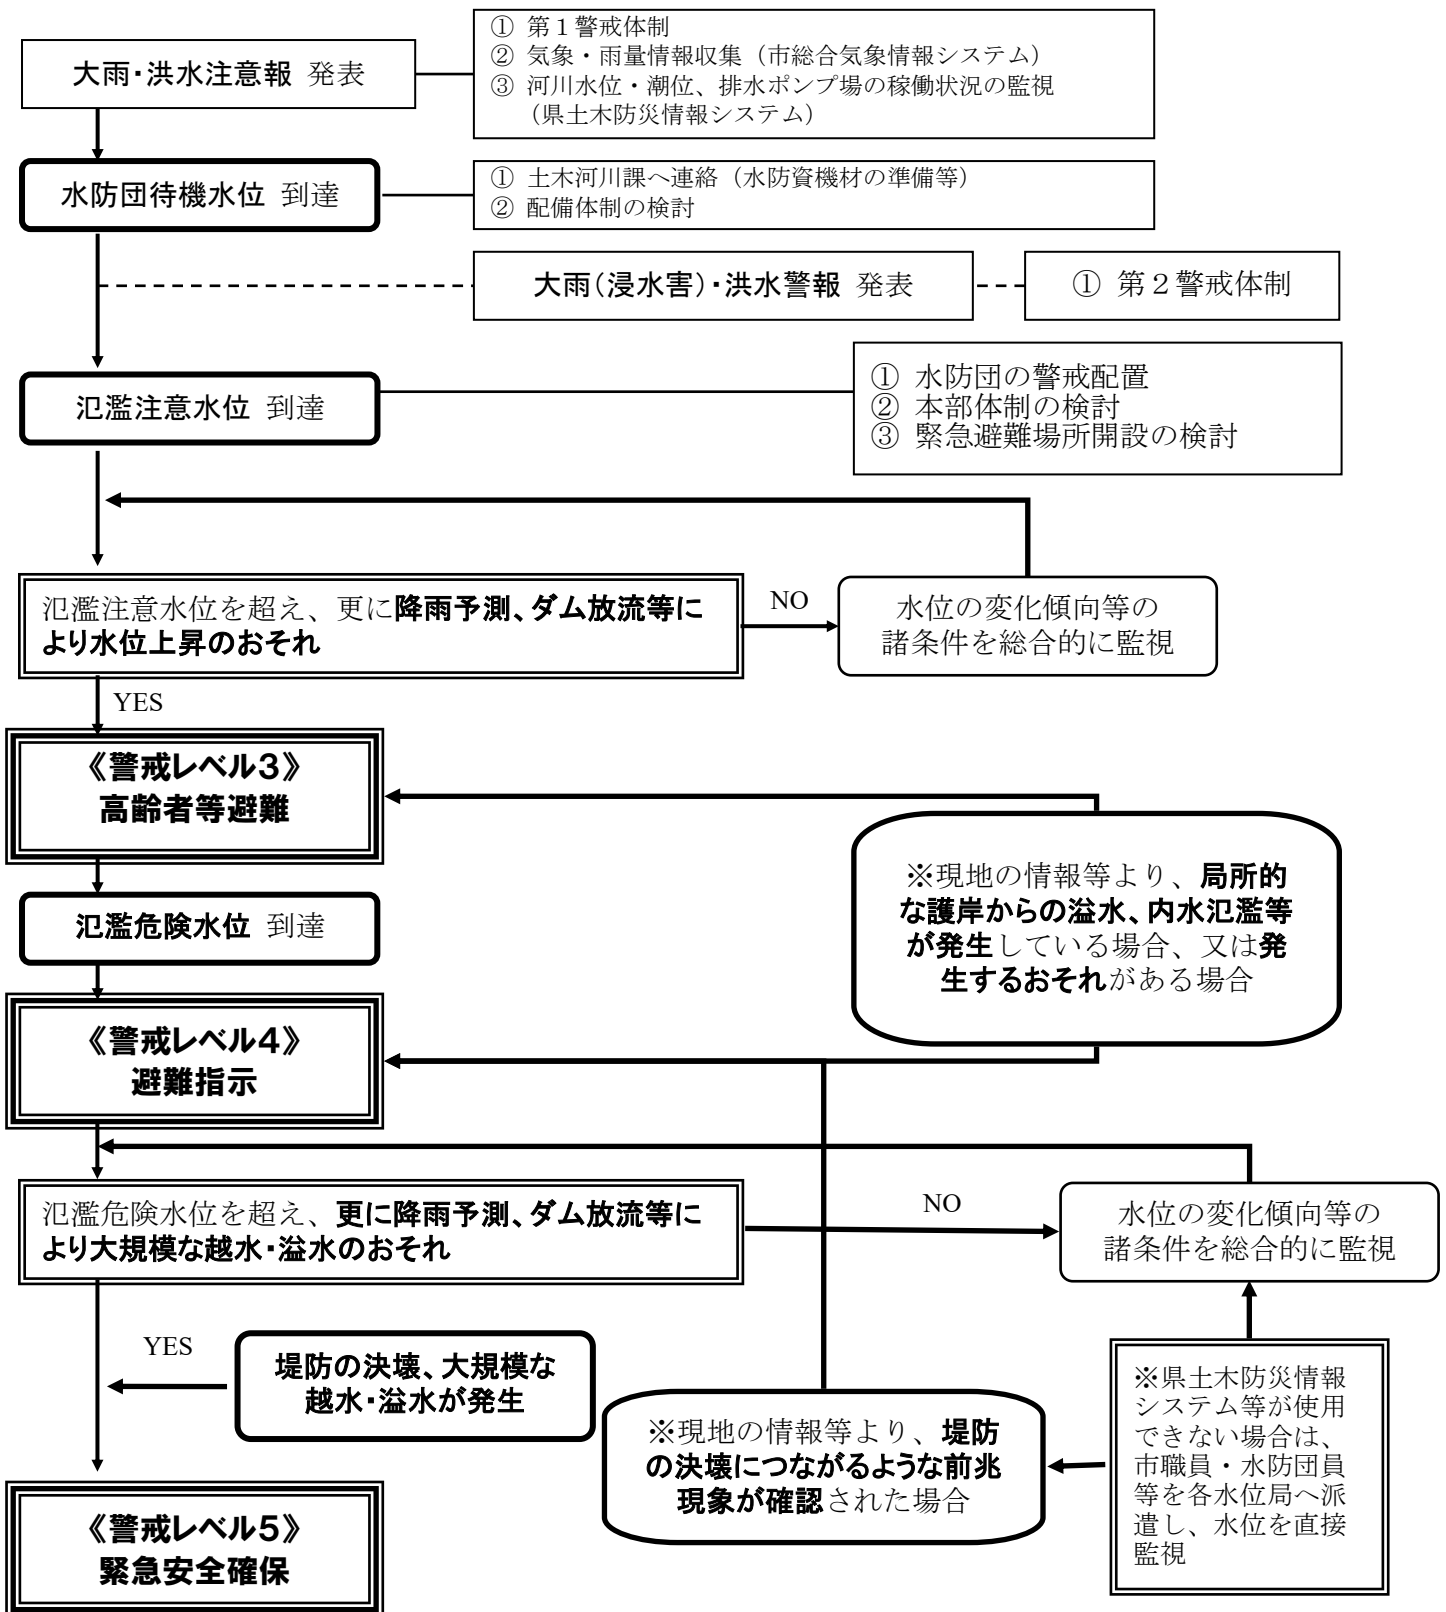 大雨・洪水注意報 発表
① 第１警戒体制
② 気象・雨量情報収集（市総合気象情報システム）
③ 河川水位・潮位、排水ポンプ場の稼働状況の監視
（県土木防災情報システム）
水防団待機水位 到達
① 土木河川課へ連絡（水防資機材の準備等）
② 配備体制の検討
大雨（浸水害）・洪水警報 発表
① 第２警戒体制
氾濫注意水位 到達
① 水防団の警戒配置
② 本部体制の検討
③ 緊急避難場所開設の検討
氾濫注意水位を超え、更に降雨予測、ダム放流等に
より水位上昇のおそれ
NO
水位の変化傾向等の
諸条件を総合的に監視
YES
《警戒レベル３》
高齢者等避難
※現地の情報等より、局所的
な護岸からの溢水、内水氾濫等
が発生している場合、又は発
生するおそれがある場合
氾濫危険水位 到達
《警戒レベル４》
避難指示
氾濫危険水位を超え、更に降雨予測、ダム放流等に
より大規模な越水・溢水のおそれ
NO
水位の変化傾向等の
諸条件を総合的に監視
YES
堤防の決壊、大規模な
越水・溢水が発生
※現地の情報等より、堤防
の決壊につながるような前兆
現象が確認された場合
※県土木防災情報
システム等が使用
できない場合は、
市職員・水防団員
等を各水位局へ派
遣し、水位を直接
監視
《警戒レベル５》
緊急安全確保